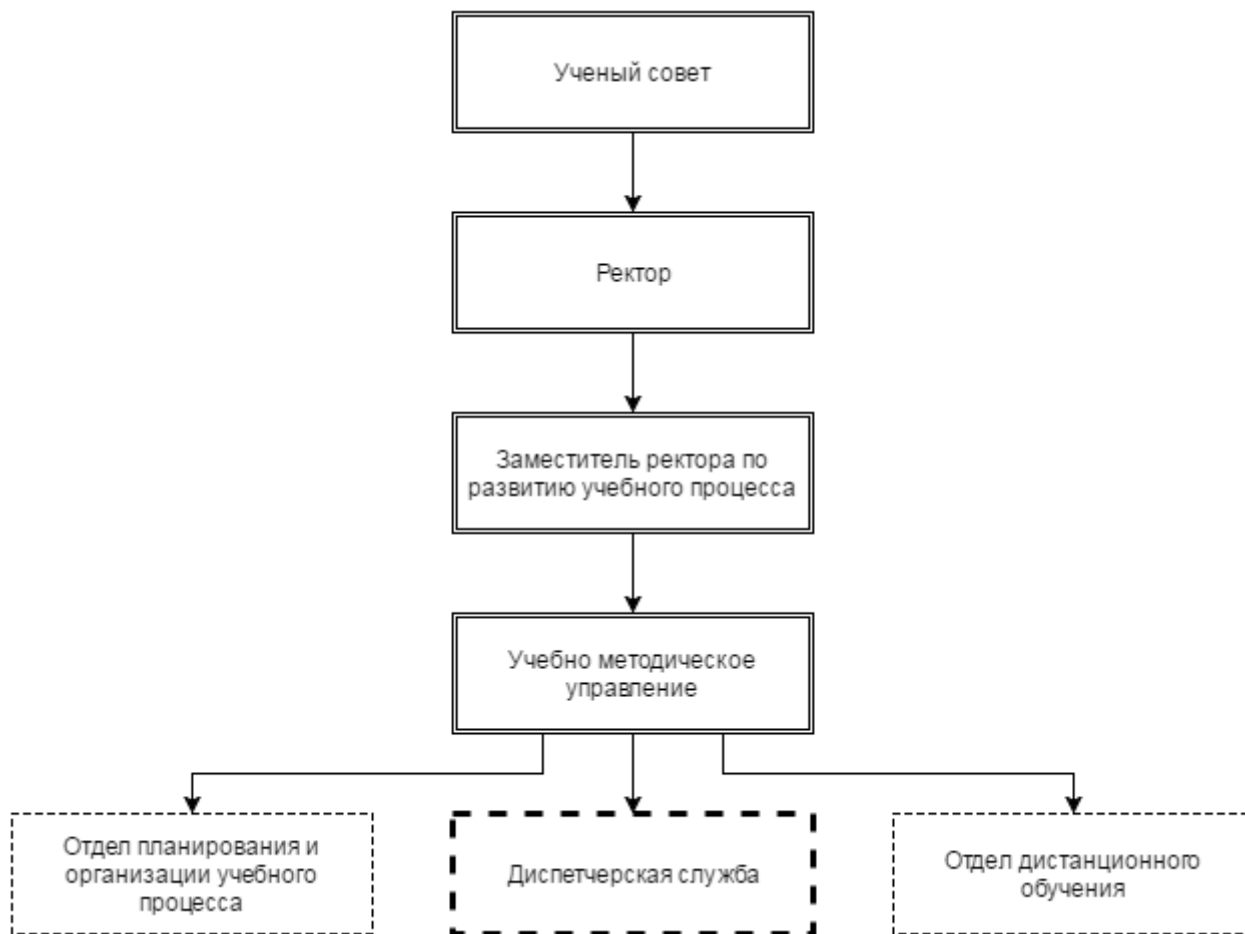 Ученый совет
Ректор
Заместитель ректора по
развитию учебного процесса
Учебно методическое
управление
Отдел планирования и
организации учебного
процесса
Диспетчерская служба
Отдел дистанционного
обучения